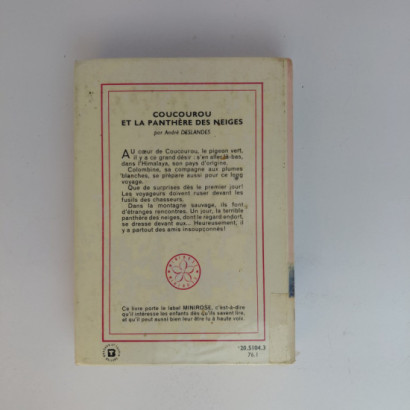 COUCOUROU
ET LA PANTHÈRE DES NEIGES
par André DESLANDES
AU cœur de Coucourou, le pigeon vert,
il y a ce grand désir : s'en aller là-bas,
dans l'Himalaya, son pays d'origine.
Colombine, sa compagne aux plumes
blanches, se prépare aussi pour ce long
voyage.
Que de surprises dès le premier jour!
Les voyageurs doivent ruser devant les
fusils des chasseurs.
Dans la montagne sauvage, ils font
d'étranges rencontres. Un jour, la terrible
panthère des neiges, dont le regard endort,
se dresse devant eux... Heureusement, il
y a partout des amis insoupçonnés!
Ce livre porte le label MINIROSE, c'est-à-dire
qu'il intéresse les enfants dès qu'ils savent lire,
et qu'il peut aussi bien leur être lu à haute voix
20.5104.3
76.1